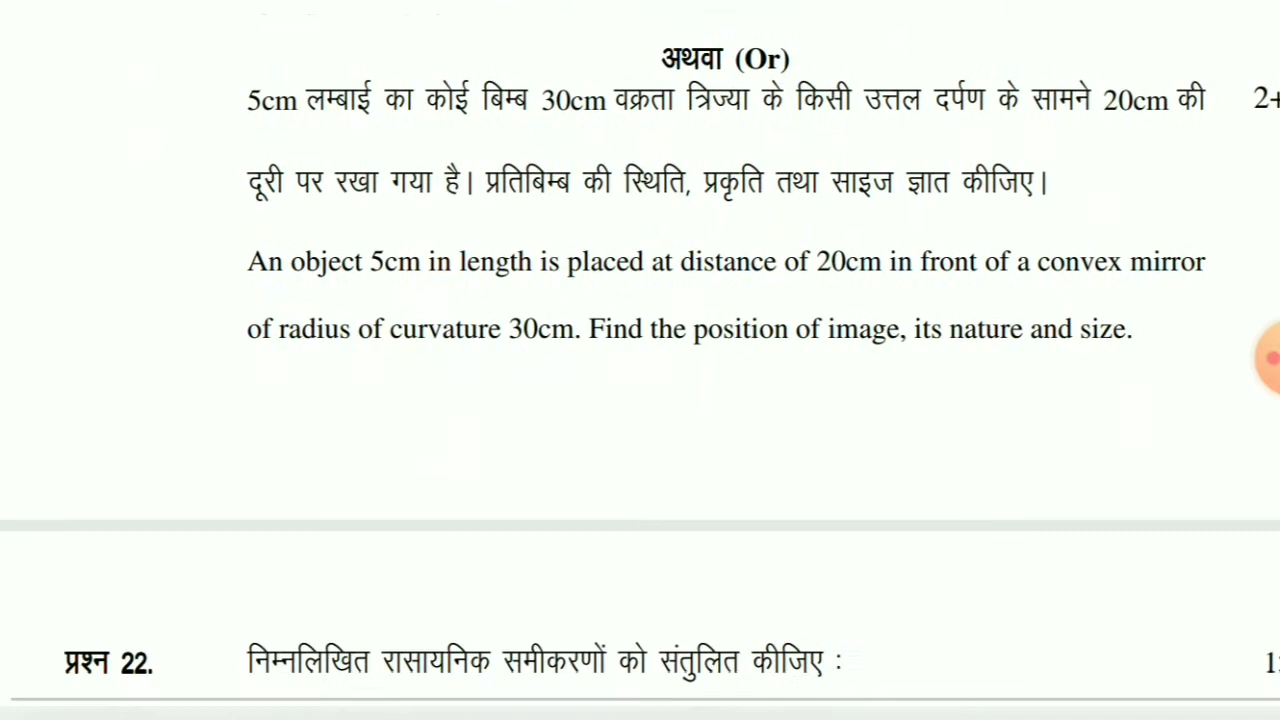 अथवा (Or)
5cm लम्बाई का कोई बिम्ब 30cm वक्रता त्रिज्या के किसी उत्तल दर्पण के सामने 20cm की 2+
दूरी पर रखा गया है। प्रतिबिम्ब की स्थिति, प्रकृति तथा साइज ज्ञात कीजिए।
An object 5cm in length is placed at distance of 20cm in front of a convex mirror
of radius of curvature 30cm. Find the position of image, its nature and size.
प्रश्न 22. निम्नलिखित रासायनिक समीकरणों को संतुलित कीजिए :